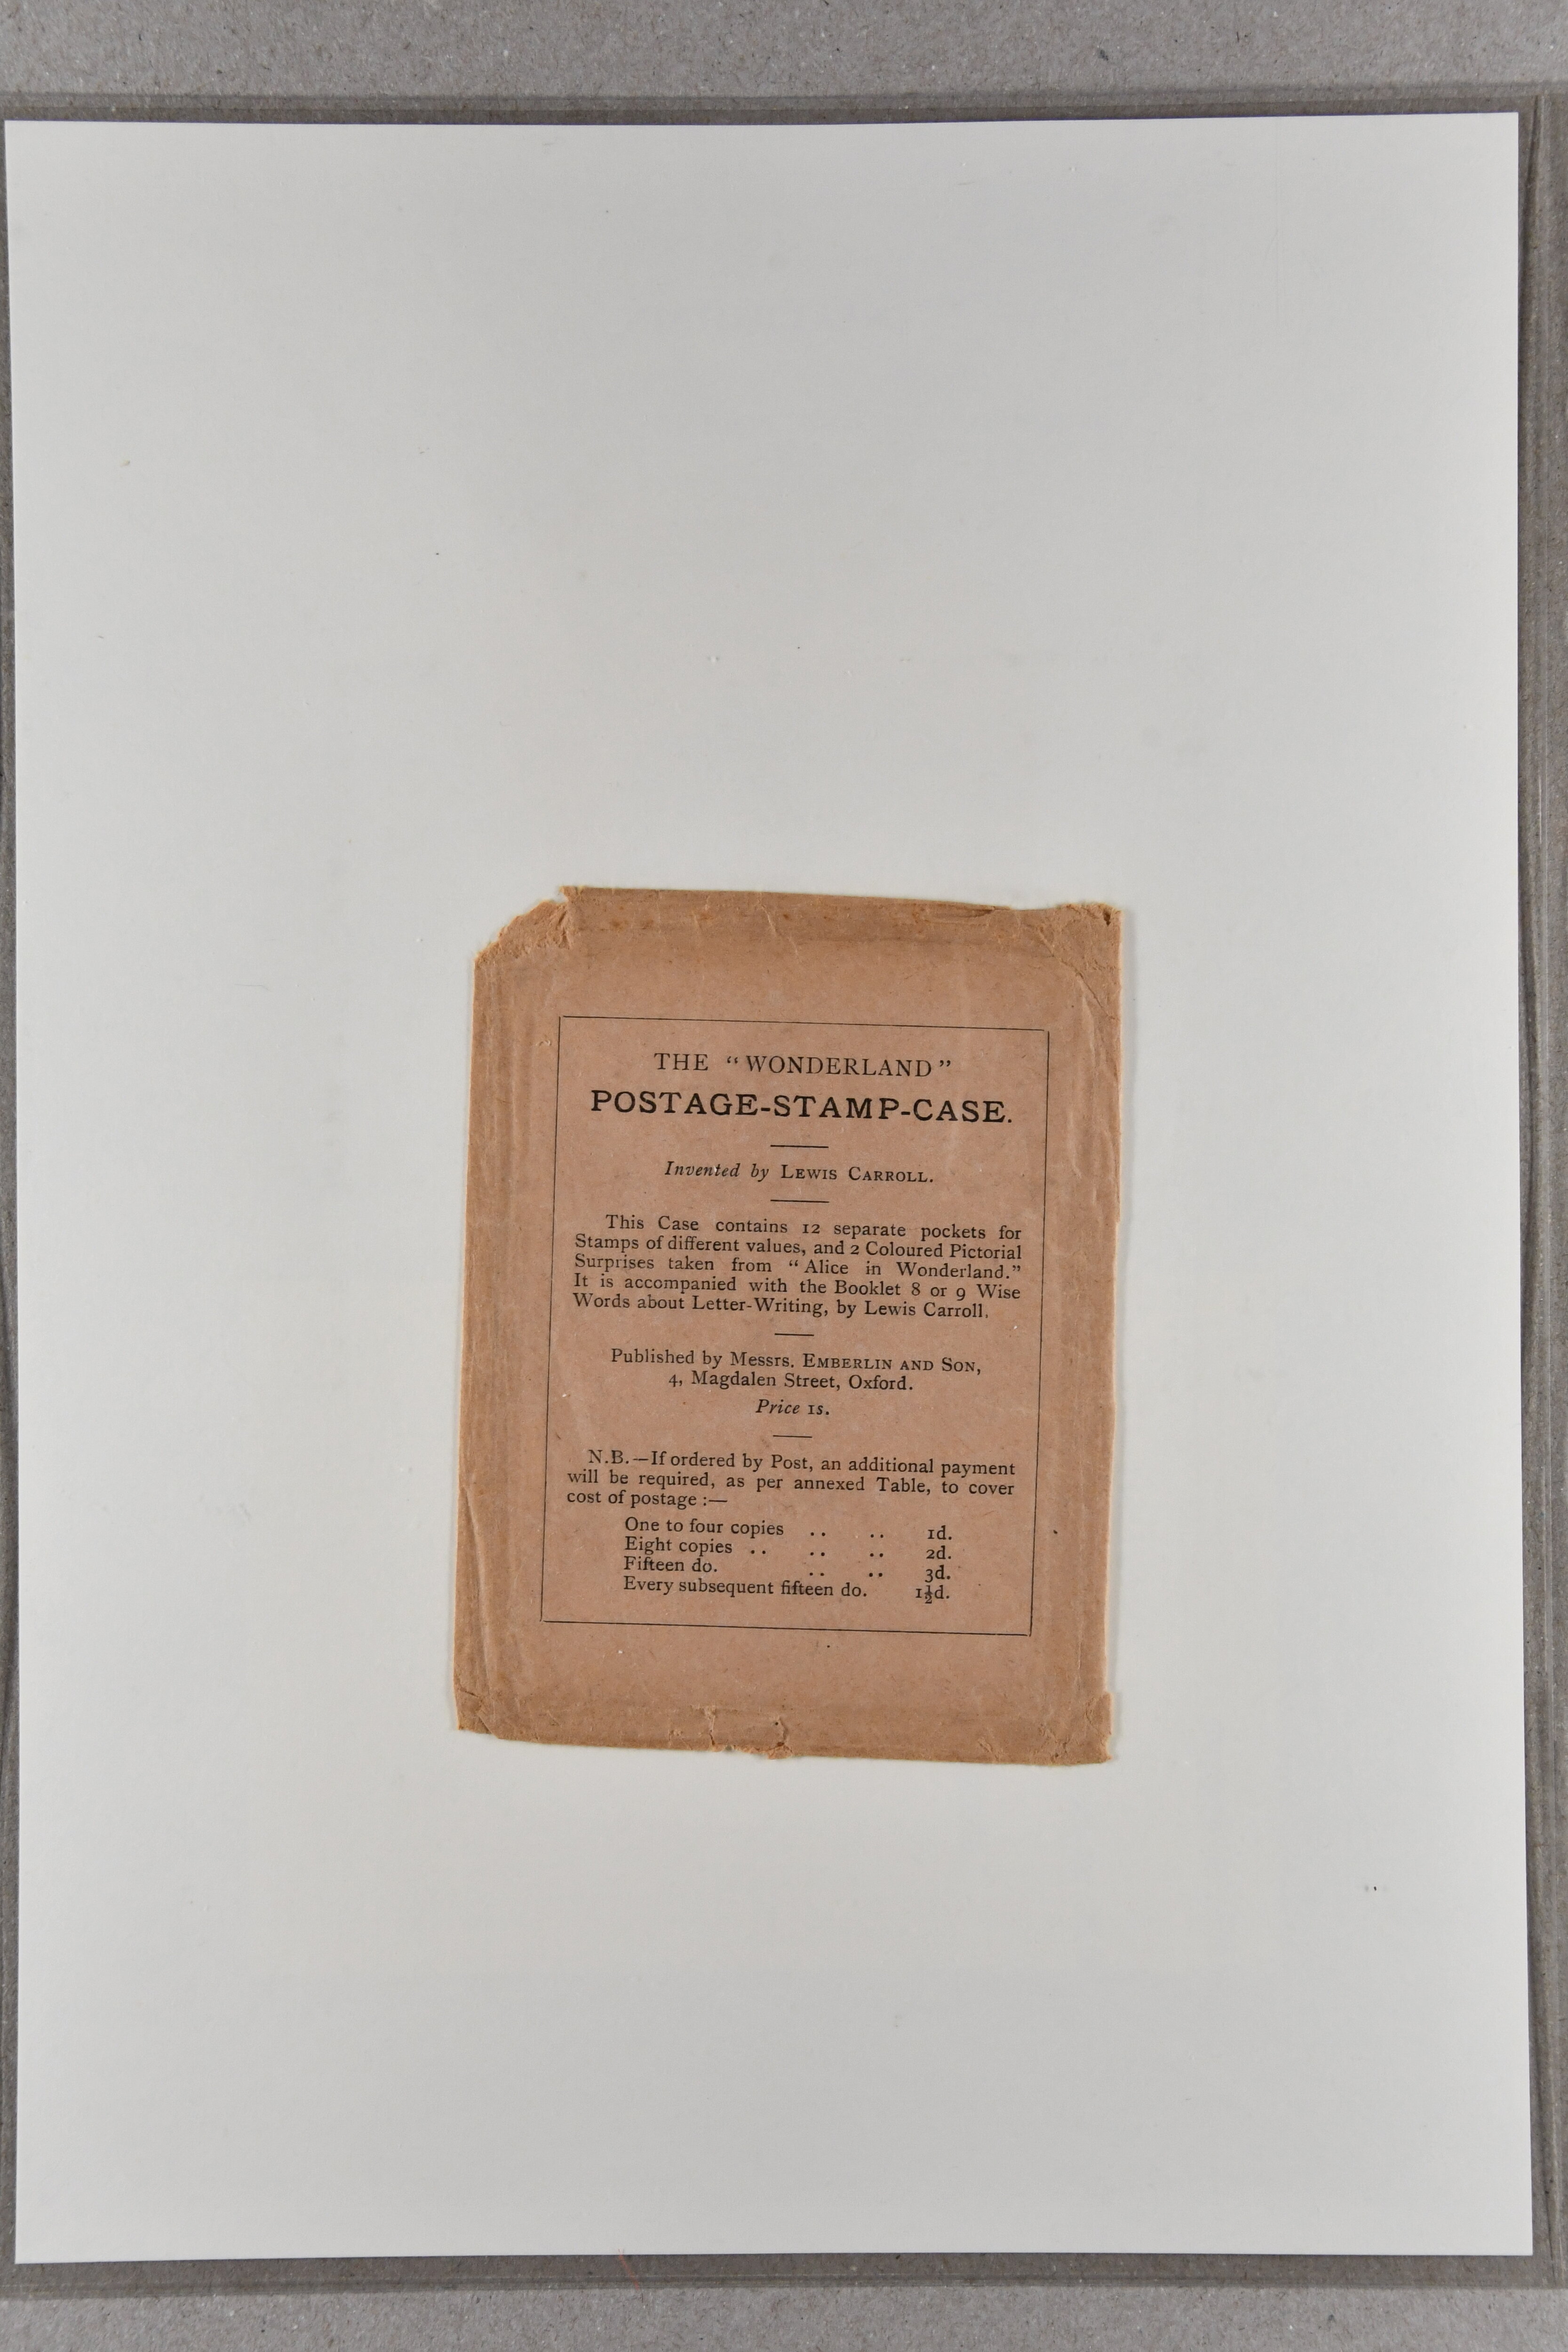 THE “WONDERLAND”
POSTAGE-STAMP-CASE.
Invented by LEWIS CARROLL.
This Case contains 12 separate pockets for
Stamps of different values, and 2 Coloured Pictorial
Surprises taken from “Alice in Wonderland.”
It is accompanied with the Booklet 8 or 9 Wise
Words about Letter-Writing, by Lewis Carroll.
Published by Messrs. EMBERLIN AND SON,
4, Magdalen Street, Oxford.
Price 1s.
N.B.—If ordered by Post, an additional payment
will be required, as per annexed Table, to cover
cost of postage :—
One to four copies .. .. 1d.
Eight copies .. .. .. 2d.
Fifteen do. .. .. 3d.
Every subsequent fifteen do. 1½d.